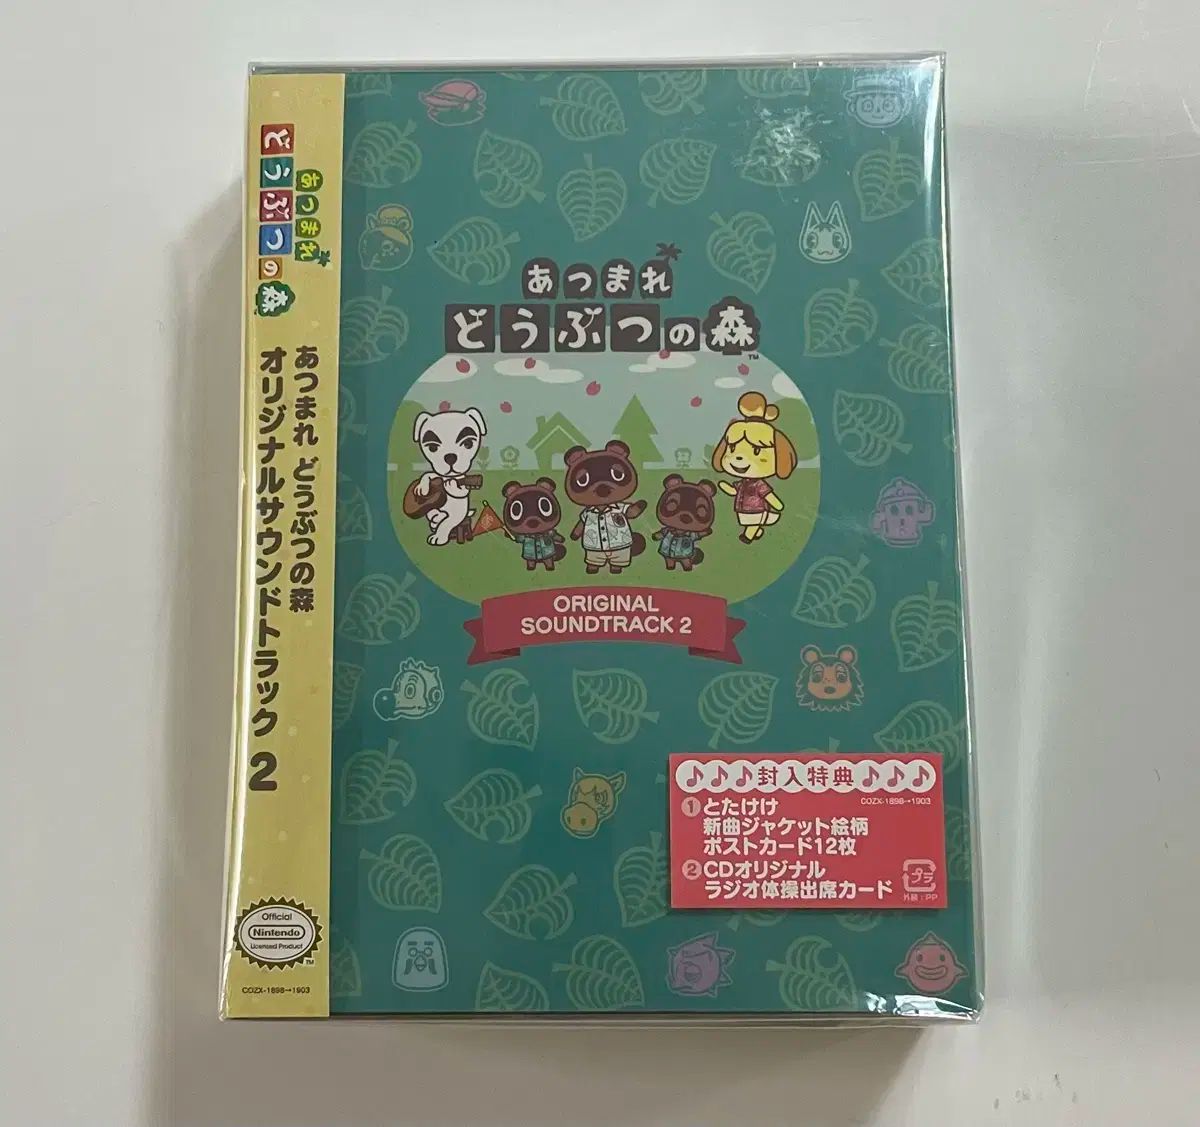 あつまれ
どうぶつの森
あつまれ どうぶつの森
オリジナルサウンドトラック 2
Official
Nintendo
Licensed Product
TM
COZX-1898→1903
あつまれ
どうぶつの森
TM
ORIGINAL
SOUNDTRACK 2
♪♪♪封入特典♪♪♪
COZX-1898→1903
①とたけけ
新曲ジャケット絵柄
ポストカード12枚
②CDオリジナル
ラジオ体操出席カード
プラ
外装:PP